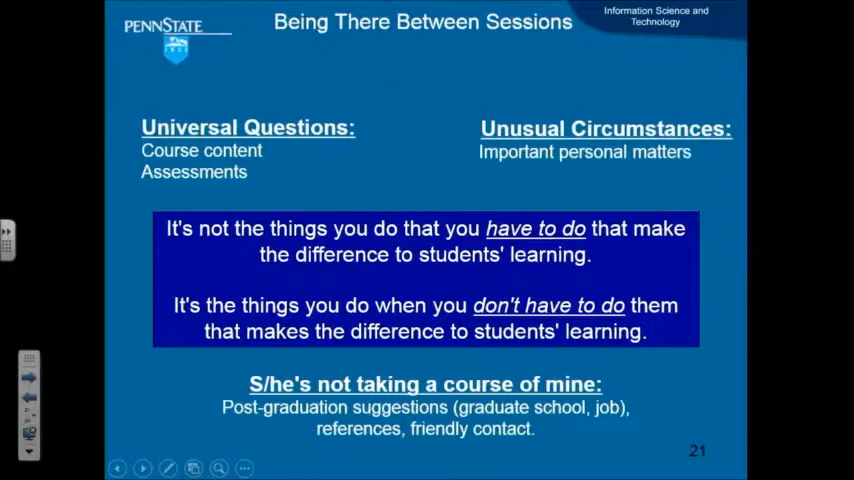 PENNSTATE
1855
Being There Between Sessions
Information Science and
Technology
Universal Questions:
Course content
Assessments
Unusual Circumstances:
Important personal matters
It's not the things you do that you have to do that make
the difference to students' learning.
It's the things you do when you don't have to do them
that makes the difference to students' learning.
S/he's not taking a course of mine:
Post-graduation suggestions (graduate school, job),
references, friendly contact.
21